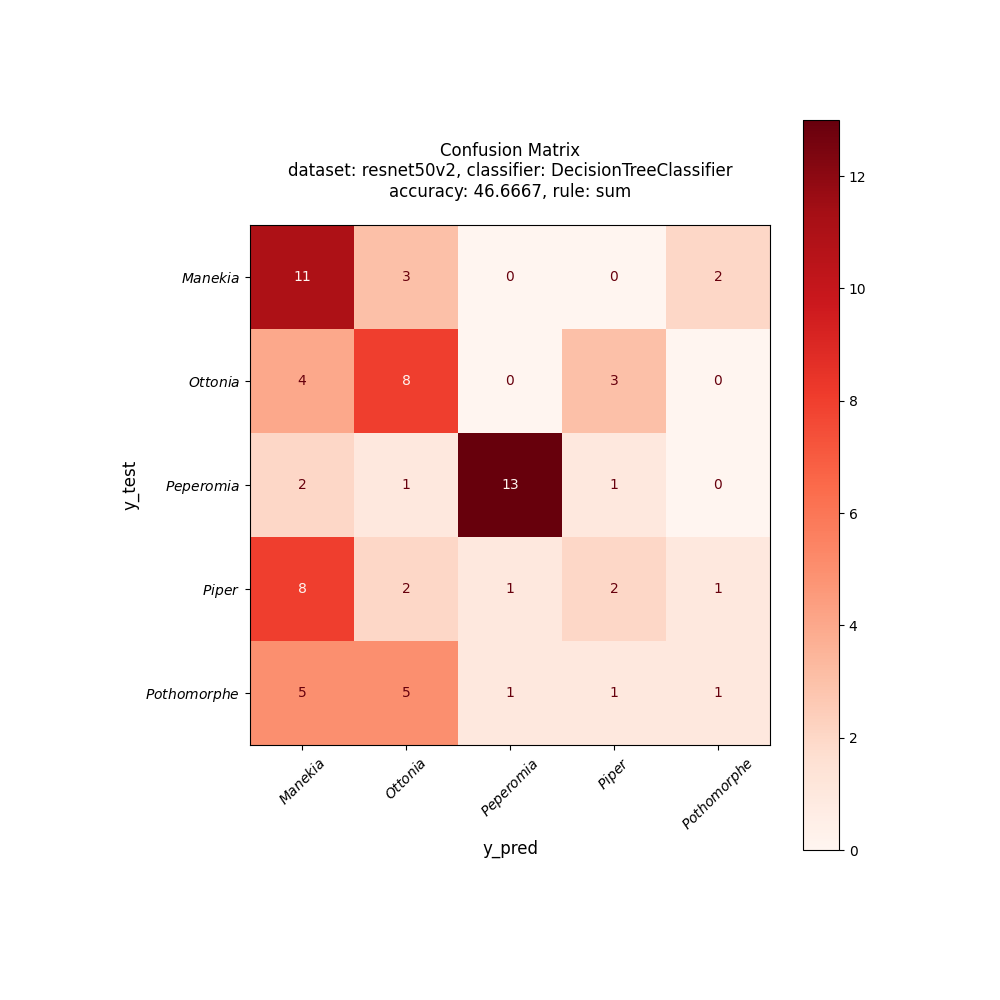 Confusion Matrix
dataset: resnet50v2, classifier: DecisionTreeClassifier
accuracy: 46.6667, rule: sum
Manekia 11 3 0 0 2
Ottonia 4 8 0 3 0
Peperomia 2 1 13 1 0
Piper 8 2 1 2 1
Pothomorphe 5 5 1 1 1
Manekia Ottonia Peperomia Piper Pothomorphe
y_test
y_pred
12
10
8
6
4
2
0